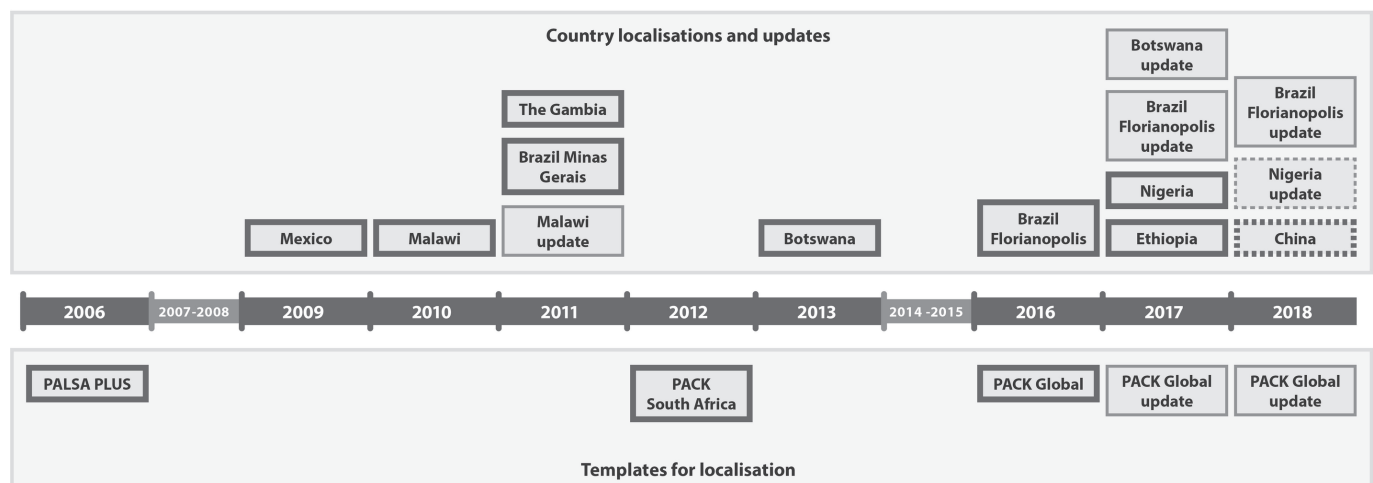 Country localisations and updates
Botswana
update
Brazil
Florianopolis
update
The Gambia
Brazil
Florianopolis
update
Brazil Minas
Gerais
Nigeria
update
Nigeria
Malawi
update
Brazil
Florianopolis
Mexico
Malawi
Botswana
Ethiopia
China
2006
2007-2008
2009
2010
2011
2012
2013
2014 -2015
2016
2017
2018
PALSA PLUS
PACK
South Africa
PACK Global
PACK Global
update
PACK Global
update
Templates for localisation